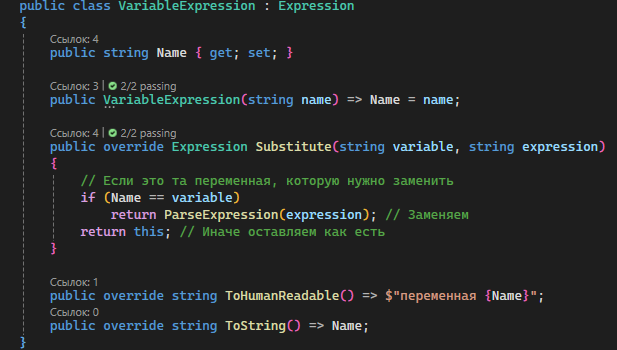 public class VariableExpression : Expression
{
Ссылок: 4
public string Name { get; set; }
Ссылок: 3 | 2/2 passing
public VariableExpression(string name) => Name = name;
Ссылок: 4 | 2/2 passing
public override Expression Substitute(string variable, string expression)
{
// Если это та переменная, которую нужно заменить
if (Name == variable)
return ParseExpression(expression); // Заменяем
return this; // Иначе оставляем как есть
}
Ссылок: 1
public override string ToHumanReadable() => $"переменная {Name}";
Ссылок: 0
public override string ToString() => Name;
}